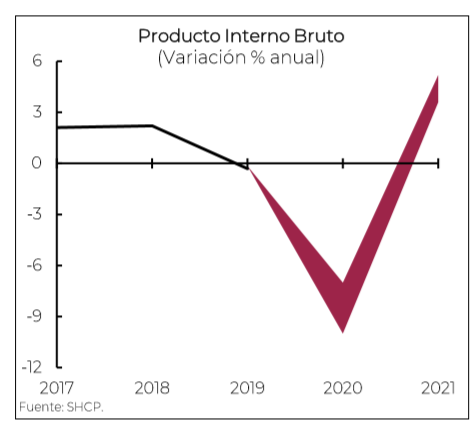 Producto Interno Bruto
(Variación % anual)
6
3
0
-3
-6
-9
-12
2017 2018 2019 2020 2021
Fuente: SHCP.